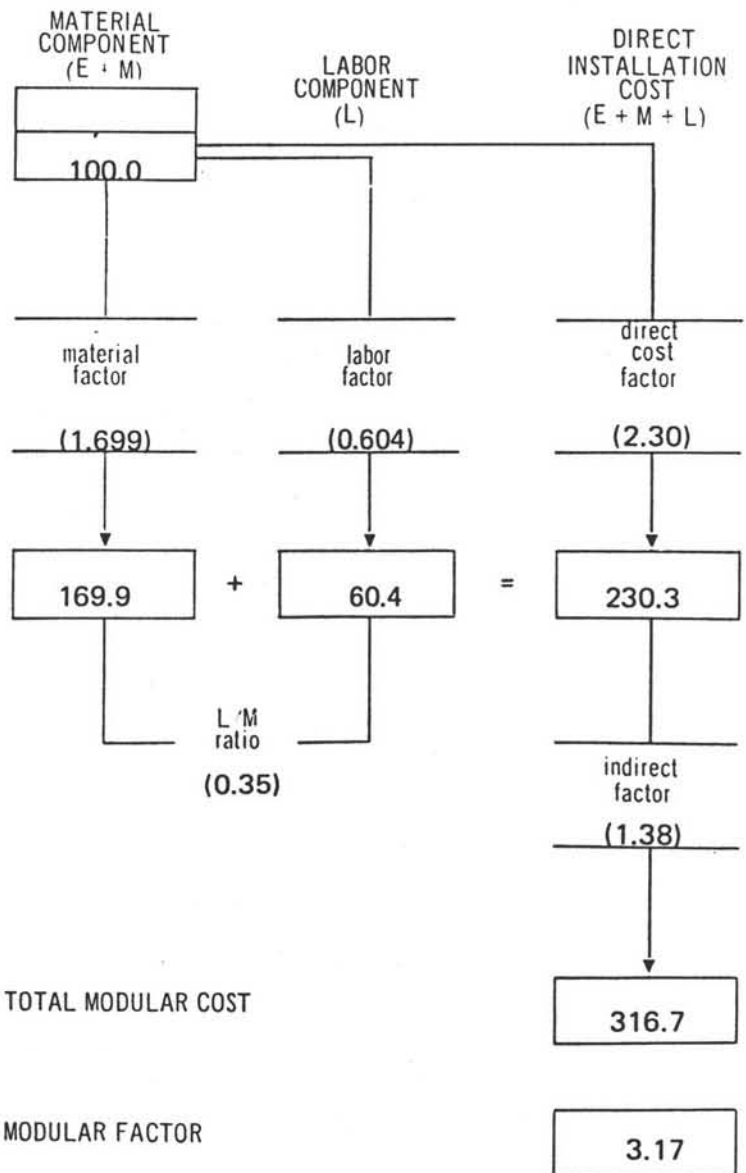 MATERIAL
COMPONENT
(E + M)
LABOR
COMPONENT
(L)
DIRECT
INSTALLATION
COST
(E + M + L)
100.0
material
factor
labor
factor
direct
cost
factor
(1.699)
(0.604)
(2.30)
169.9
+
60.4
=
230.3
L/M
ratio
(0.35)
indirect
factor
(1.38)
TOTAL MODULAR COST
316.7
MODULAR FACTOR
3.17